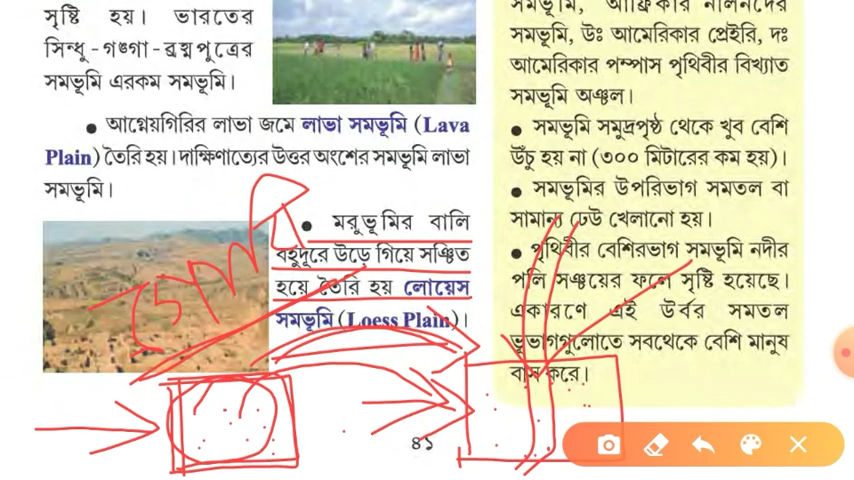 সৃষ্টি হয়। ভারতের
সিন্ধু-গঙ্গা-ব্রহ্মপুত্রের
সমভূমি এরকম সমভূমি।
● আগ্নেয়গিরির লাভা জমে লাভা সমভূমি (Lava
Plain) তৈরি হয়। দাক্ষিণাত্যের উত্তর অংশের সমভূমি লাভা
সমভূমি।
● মরুভূমির বালি
বহুদূরে উড়ে গিয়ে সঞ্চিত
হয়ে তৈরি হয় লোয়েস
সমভূমি (Loess Plain)।
সমভূমি, আফ্রিকার নীলনদের
সমভূমি, উঃ আমেরিকার প্রেইরি, দঃ
আমেরিকার পম্পাস পৃথিবীর বিখ্যাত
সমভূমি অঞ্চল।
● সমভূমি সমুদ্রপৃষ্ঠ থেকে খুব বেশি
উঁচু হয় না (৩০০ মিটারের কম হয়)।
● সমভূমির উপরিভাগ সমতল বা
সামান্য ঢেউ খেলানো হয়।
● পৃথিবীর বেশিরভাগ সমভূমি নদীর
পলি সঞ্চয়ের ফলে সৃষ্টি হয়েছে।
একারণে এই উর্বর সমতল
ভূভাগগুলোতে সবথেকে বেশি মানুষ
বাস করে।
৪১